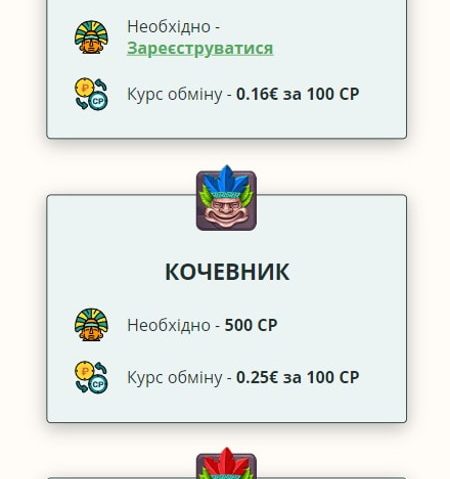 Необхідно -
Зареєструватися
Курс обміну - 0.16€ за 100 CP
КОЧЕВНИК
Необхідно - 500 CP
Курс обміну - 0.25€ за 100 CP